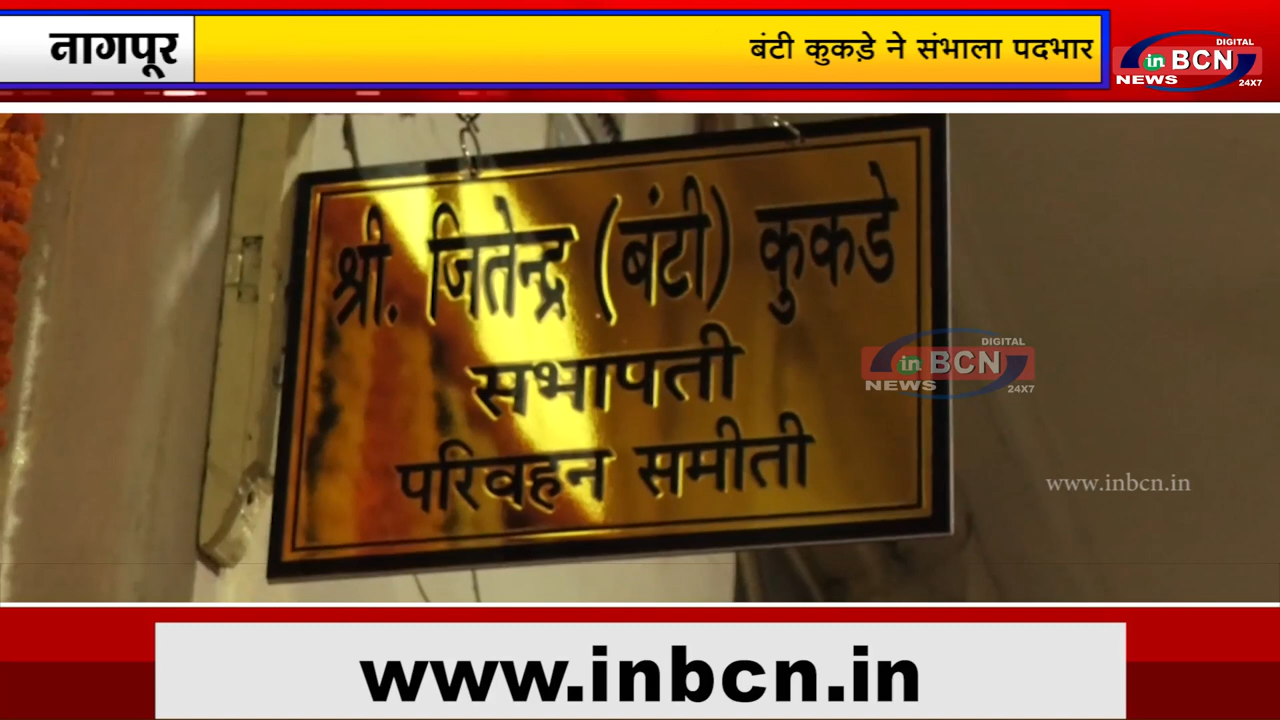 नागपूर
बंटी कुकड़े ने संभाला पदभार
DIGITAL
in BCN
NEWS 24X7
श्री. जितेन्द्र (बंटी) कुकडे
सभापती
परिवहन समीती
DIGITAL
in BCN
NEWS 24X7
www.inbcn.in
www.inbcn.in